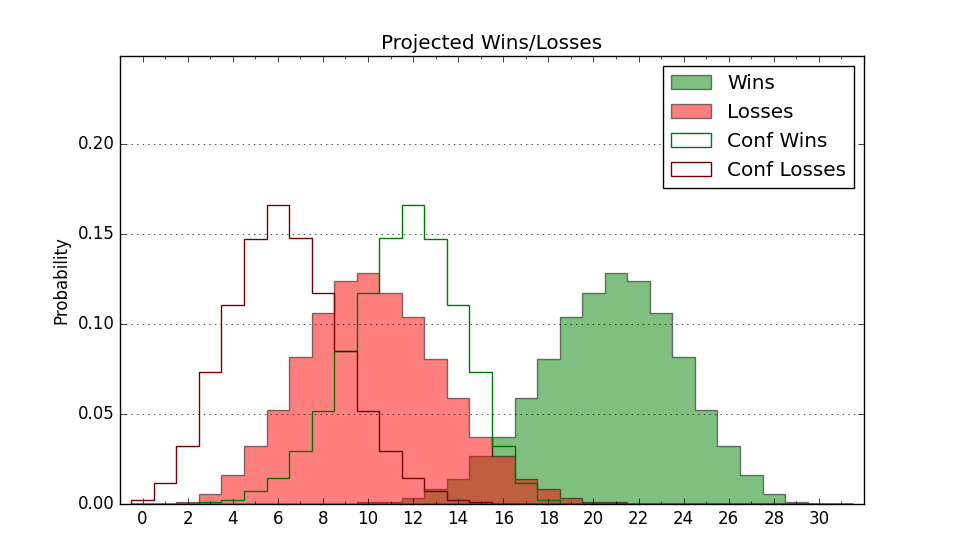 Projected Wins/Losses
Wins
Losses
Conf Wins
Conf Losses
Probability
0.20
0.15
0.10
0.05
0.00
0 2 4 6 8 10 12 14 16 18 20 22 24 26 28 30